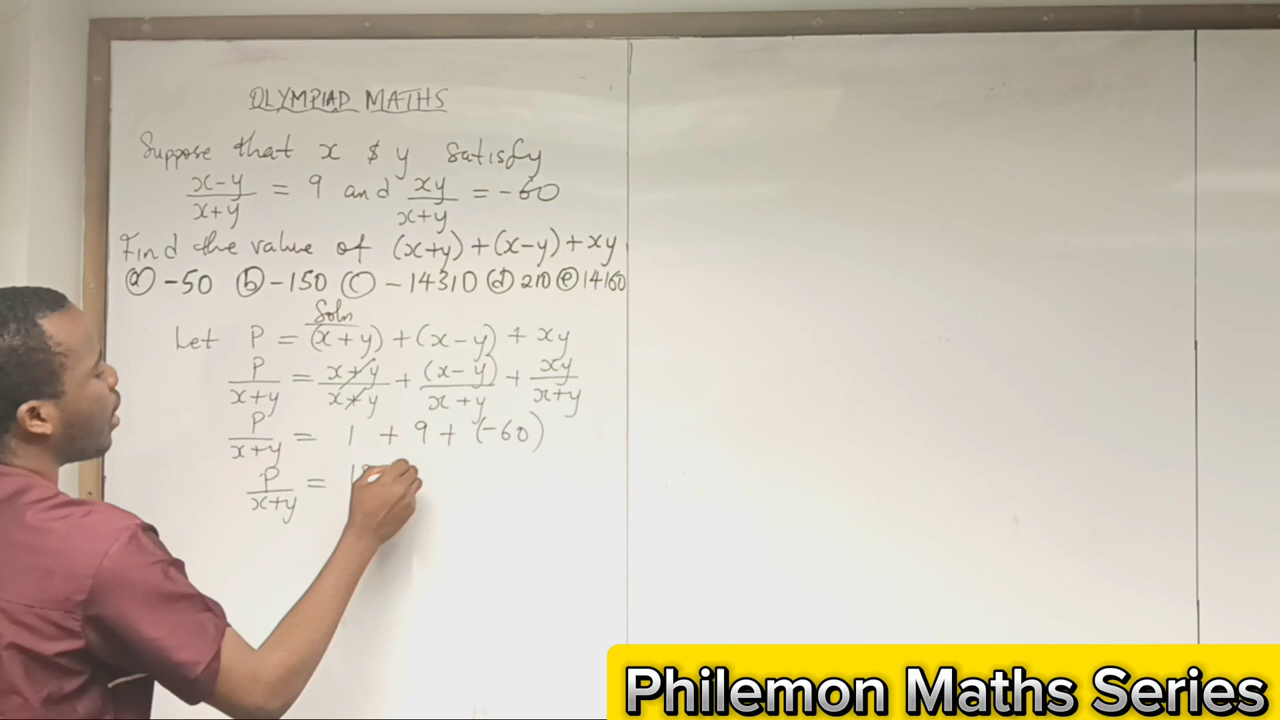 OLYMPIAD MATHS
Suppose that x & y satisfy
x-y/x+y = 9 and xy/x+y = -60
Find the value of (x+y)+(x-y)+xy
(a) -50 (b) -150 (c) -14310 (d) 210 (e) 14160
Soln
Let P = (x+y)+(x-y)+xy
P/x+y = x+y/x+y + (x-y)/x+y + xy/x+y
P/x+y = 1 + 9 + (-60)
P/x+y =
Philemon Maths Series